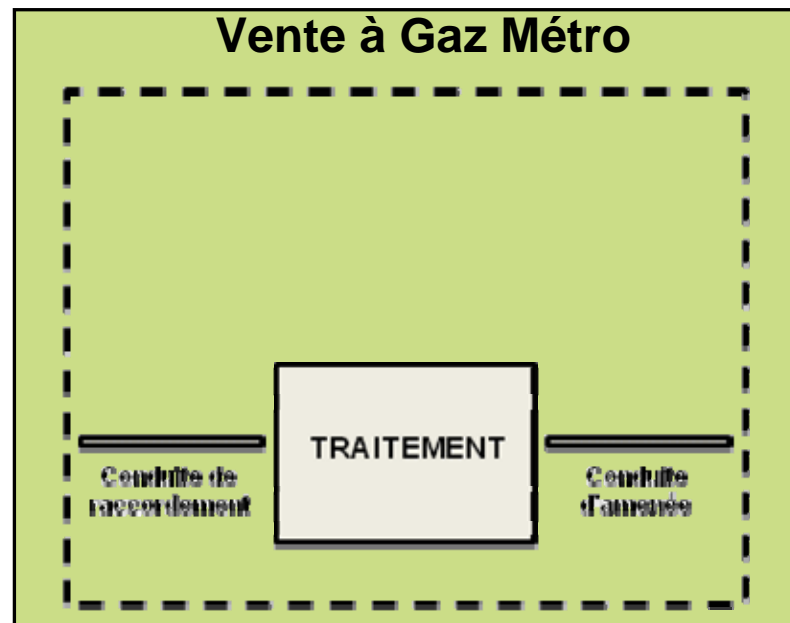 Vente à Gaz Métro
TRAITEMENT
Conduite de
raccordement
Conduite
d'amenée